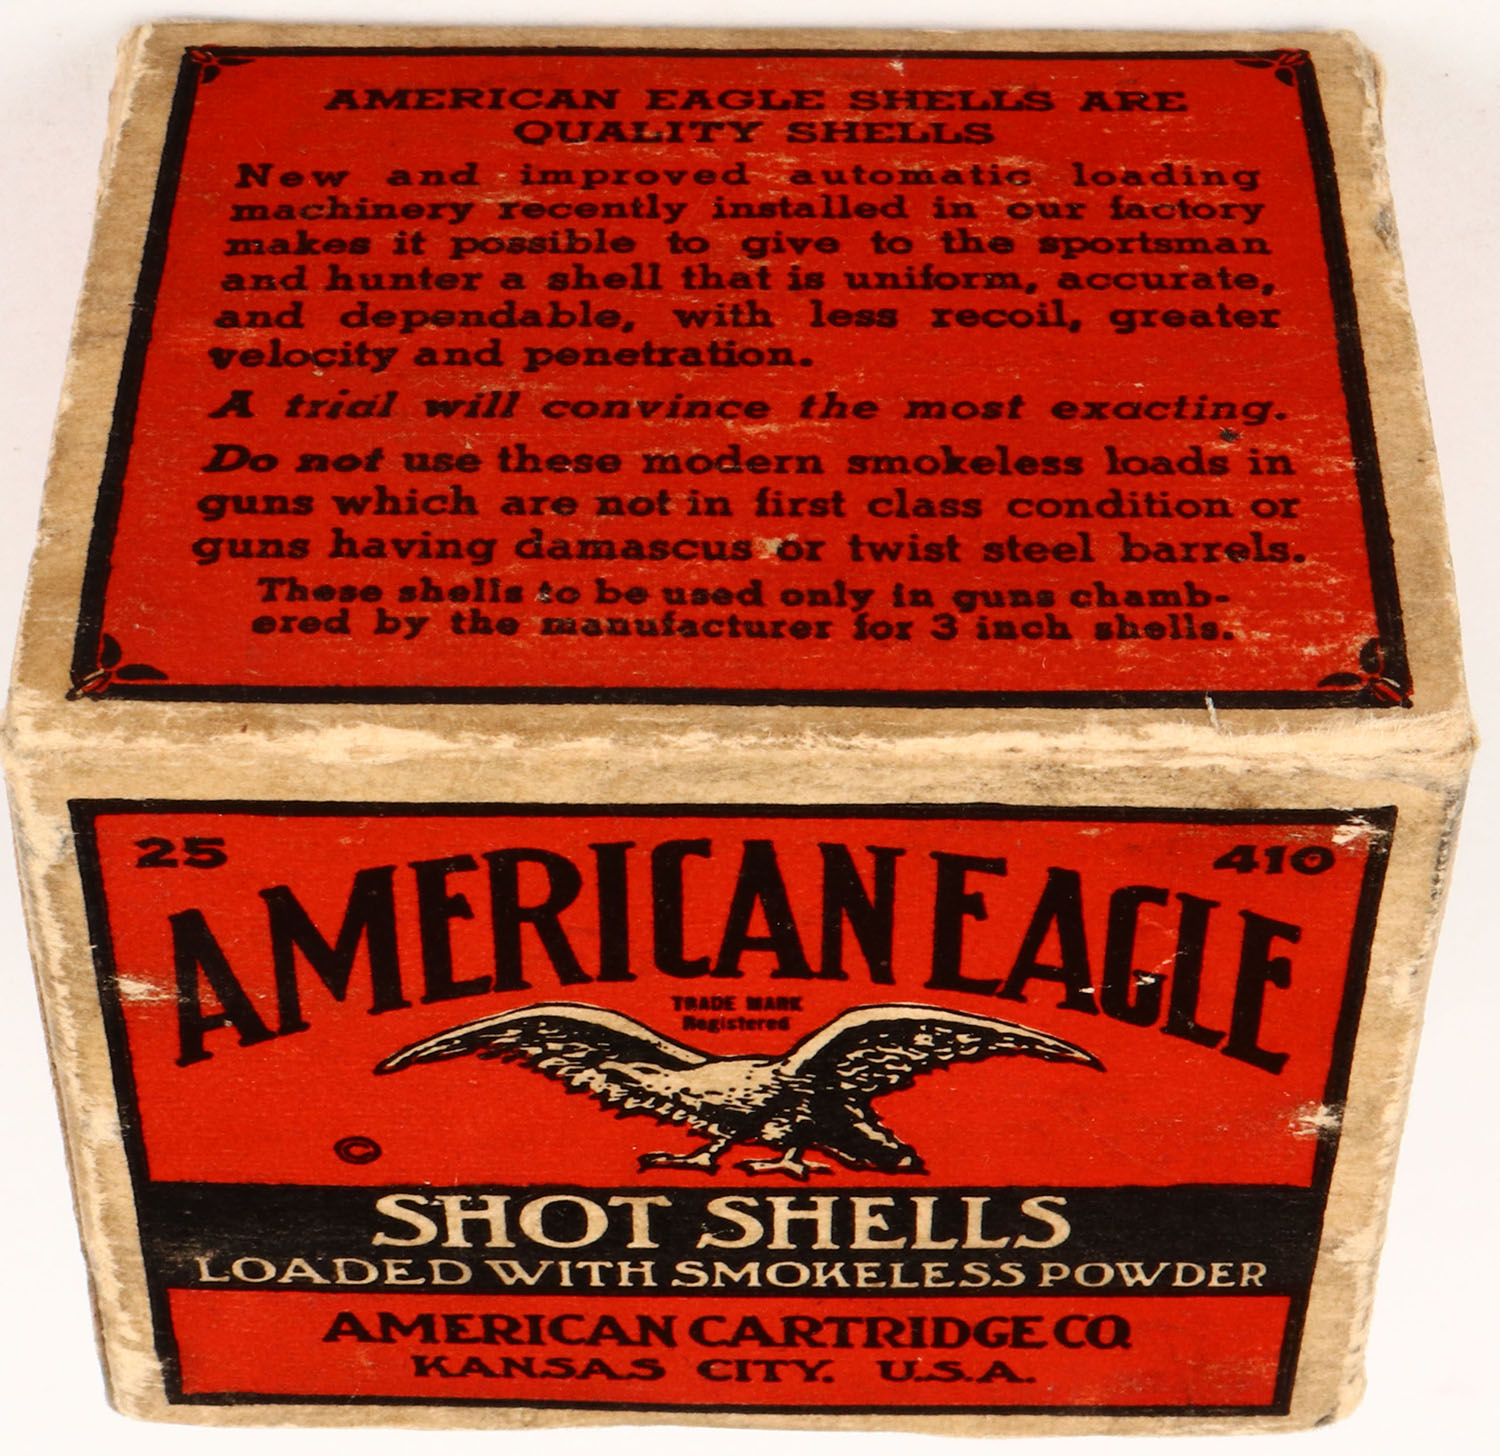 AMERICAN EAGLE SHELLS ARE
QUALITY SHELLS
New and improved automatic loading
machinery recently installed in our factory
makes it possible to give to the sportsman
and hunter a shell that is uniform, accurate,
and dependable, with less recoil, greater
velocity and penetration.
A trial will convince the most exacting.
Do not use these modern smokeless loads in
guns which are not in first class condition or
guns having damascus or twist steel barrels.
These shells to be used only in guns chamb-
ered by the manufacturer for 3 inch shells.
25 410
AMERICAN EAGLE
TRADE MARK
Registered
©
SHOT SHELLS
LOADED WITH SMOKELESS POWDER
AMERICAN CARTRIDGE CO.
KANSAS CITY. U.S.A.